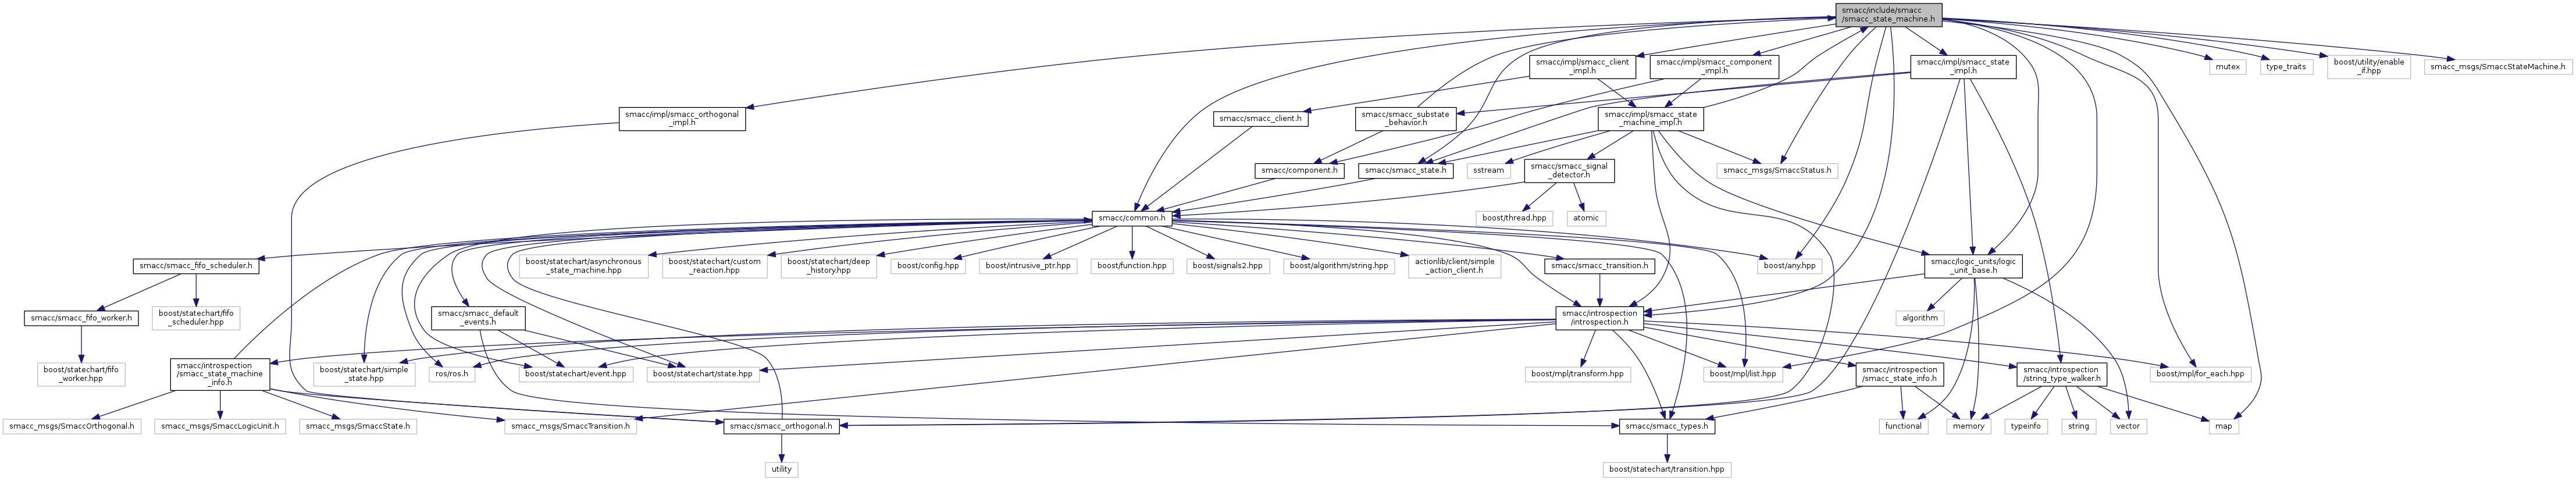 smacc/include/smacc
/smacc_state_machine.h
smacc/impl/smacc_client
_impl.h
smacc/impl/smacc_component
_impl.h
smacc/impl/smacc_state
_impl.h
mutex
type_traits
boost/utility/enable
_if.hpp
smacc_msgs/SmaccStateMachine.h
smacc/impl/smacc_orthogonal
_impl.h
smacc/smacc_client.h
smacc/smacc_substate
_behavior.h
smacc/impl/smacc_state
_machine_impl.h
smacc/component.h
smacc/smacc_state.h
sstream
smacc/smacc_signal
_detector.h
smacc_msgs/SmaccStatus.h
smacc/common.h
boost/thread.hpp
atomic
smacc/smacc_fifo_scheduler.h
boost/statechart/asynchronous
_state_machine.hpp
boost/statechart/custom
_reaction.hpp
boost/statechart/deep
_history.hpp
boost/config.hpp
boost/intrusive_ptr.hpp
boost/function.hpp
boost/signals2.hpp
boost/algorithm/string.hpp
actionlib/client/simple
_action_client.h
smacc/smacc_transition.h
boost/any.hpp
smacc/logic_units/logic
_unit_base.h
smacc/smacc_fifo_worker.h
boost/statechart/fifo
_scheduler.hpp
smacc/smacc_default
_events.h
smacc/introspection
/introspection.h
algorithm
boost/statechart/fifo
_worker.hpp
smacc/introspection
/smacc_state_machine
_info.h
boost/statechart/simple
_state.hpp
ros/ros.h
boost/statechart/event.hpp
boost/statechart/state.hpp
boost/mpl/transform.hpp
boost/mpl/list.hpp
smacc/introspection
/smacc_state_info.h
smacc/introspection
/string_type_walker.h
boost/mpl/for_each.hpp
smacc_msgs/SmaccOrthogonal.h
smacc_msgs/SmaccLogicUnit.h
smacc_msgs/SmaccState.h
smacc_msgs/SmaccTransition.h
smacc/smacc_orthogonal.h
smacc/smacc_types.h
functional
memory
typeinfo
string
vector
map
utility
boost/statechart/transition.hpp